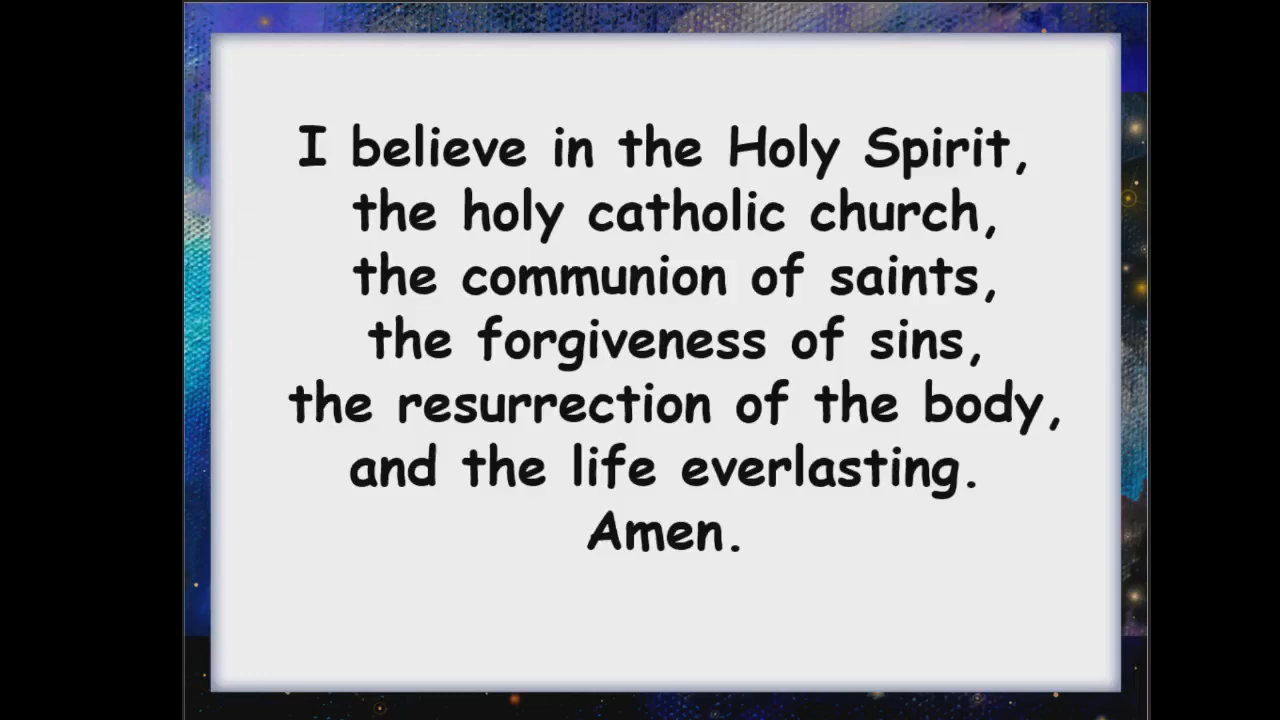 I believe in the Holy Spirit,
the holy catholic church,
the communion of saints,
the forgiveness of sins,
the resurrection of the body,
and the life everlasting.
Amen.